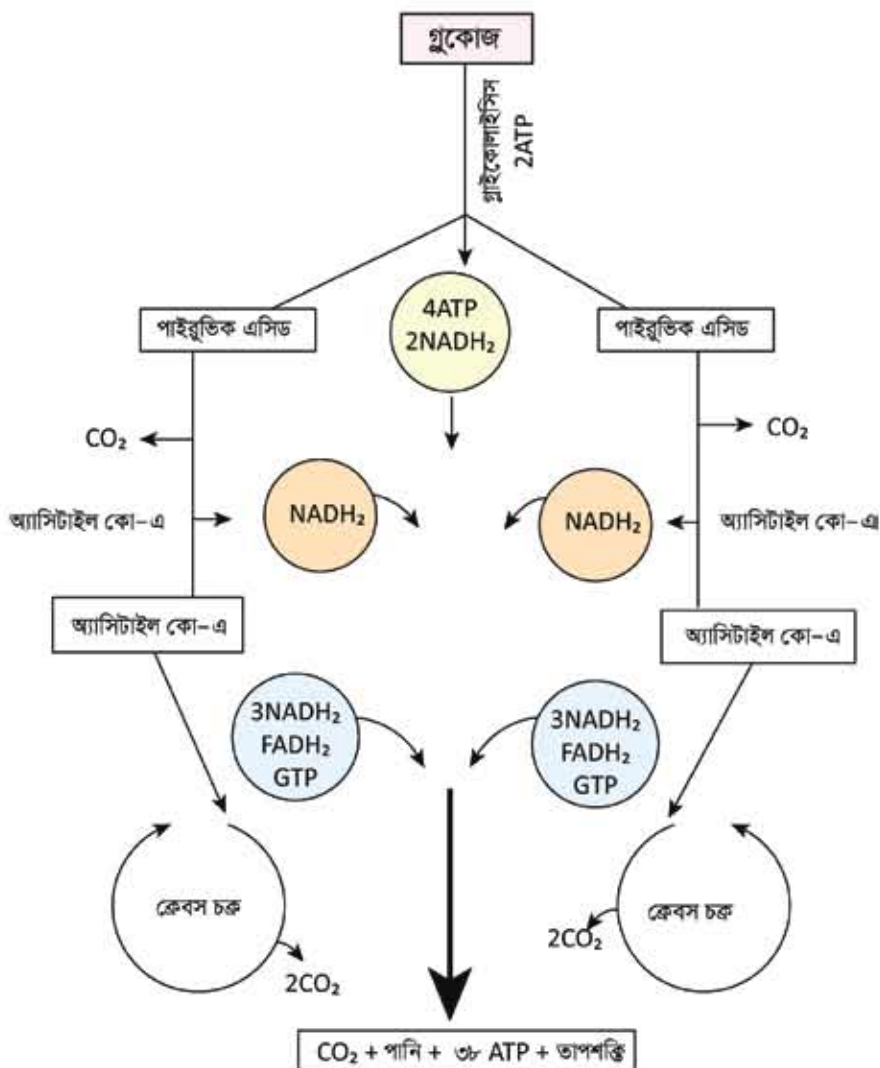 গ্লুকোজ
গ্লাইকোলাইসিস
2ATP
4ATP
2NADH₂
পাইরুভিক এসিড
পাইরুভিক এসিড
CO₂
CO₂
NADH₂
NADH₂
অ্যাসিটাইল কো-এ
অ্যাসিটাইল কো-এ
অ্যাসিটাইল কো-এ
অ্যাসিটাইল কো-এ
3NADH₂
FADH₂
GTP
3NADH₂
FADH₂
GTP
ক্রেবস চক্র
ক্রেবস চক্র
2CO₂
2CO₂
CO₂ + পানি + ৩৮ ATP + তাপশক্তি